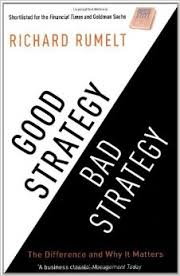 Shortlisted for the Financial Times and Goldman Sachs
RICHARD RUMELT
GOOD
STRATEGY
BAD
STRATEGY
The Difference and Why It Matters
"A business classic" Management Today